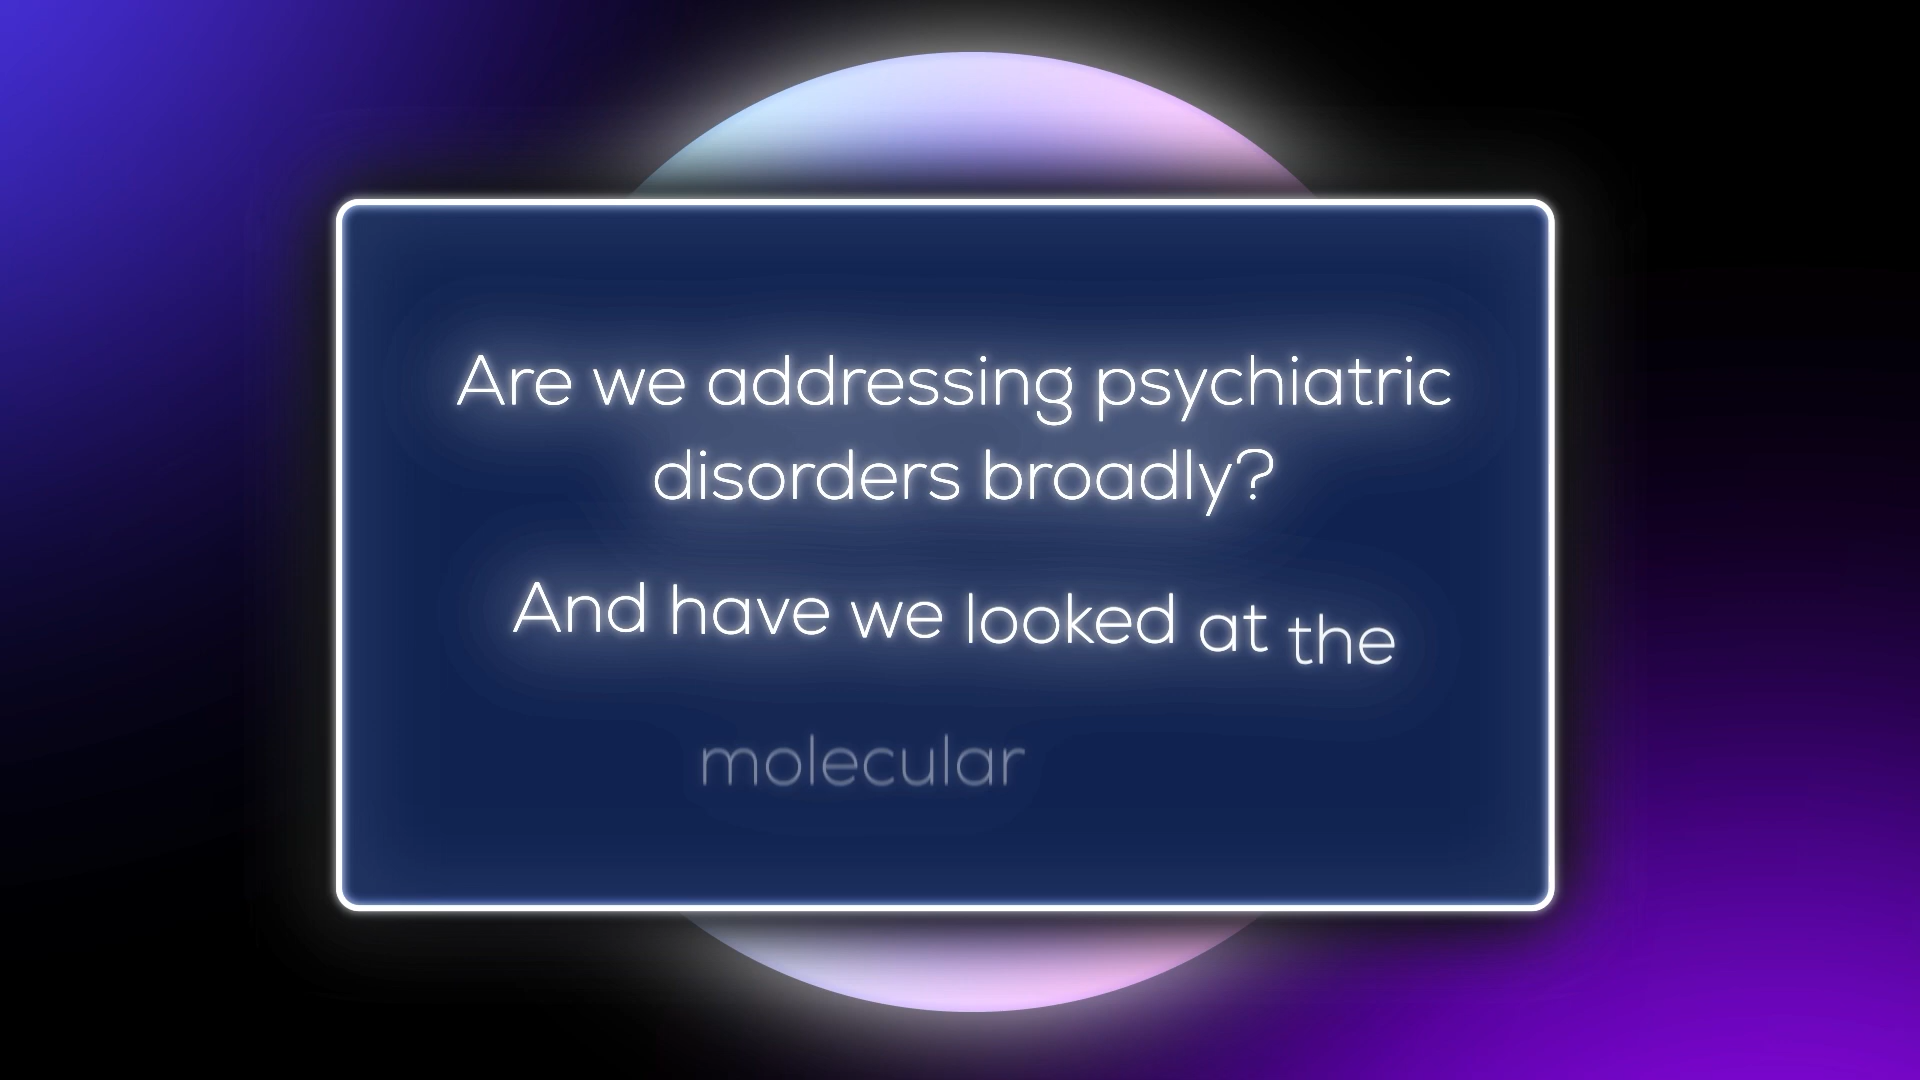 Are we addressing psychiatric
disorders broadly?
And have we looked at the
molecular